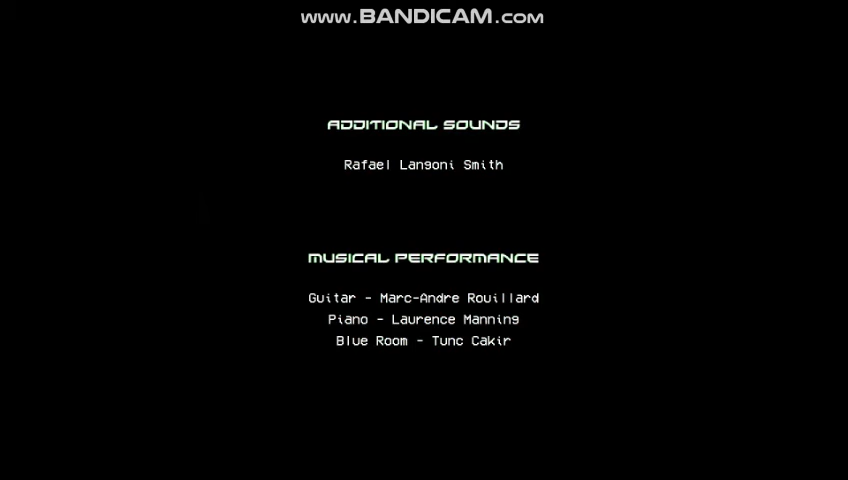 www.BANDICAM.com
ADDITIONAL SOUNDS
Rafael Langoni Smith
MUSICAL PERFORMANCE
Guitar - Marc-Andre Rouillard
Piano - Laurence Manning
Blue Room - Tunc Cakir